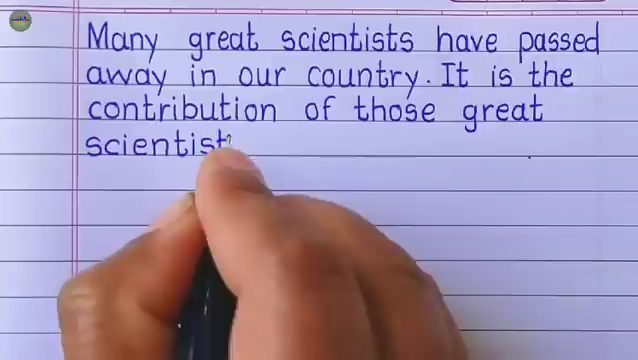 Many great scientists have passed
away in our country. It is the
contribution of those great
scientist